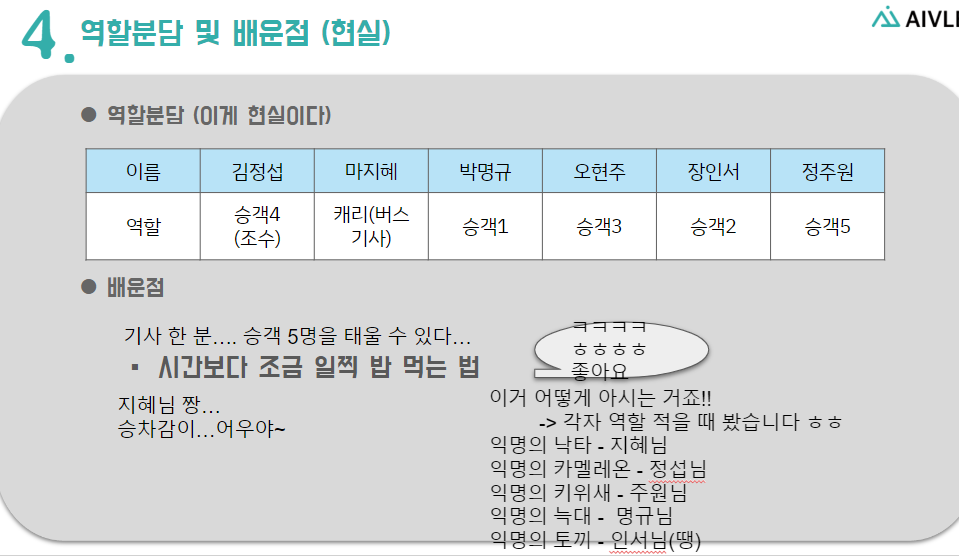 4. 역할분담 및 배운점 (현실)
AIVLE
● 역할분담 (이게 현실이다)
이름 김정섭 마지혜 박명규 오현주 장인서 정주원
역할 승객4 (조수) 캐리(버스 기사) 승객1 승객3 승객2 승객5
● 배운점
기사 한 분.... 승객 5명을 태울 수 있다...
▪ 시간보다 조금 일찍 밥 먹는 법
지혜님 짱...
승차감이...어우야~
ㅋㅋㅋㅋ
ㅎㅎㅎㅎ
좋아요
이거 어떻게 아시는 거죠!!
-> 각자 역할 적을 때 봤습니다 ㅎㅎ
익명의 낙타 - 지혜님
익명의 카멜레온 - 정섭님
익명의 키위새 - 주원님
익명의 늑대 - 명규님
익명의 토끼 - 인서님(땡)